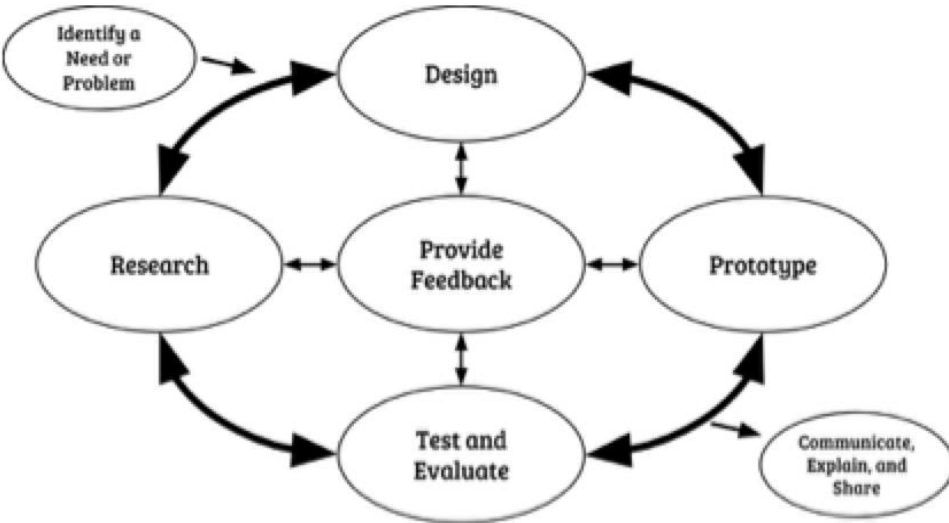 Identify a
Need or
Problem
Design
Research
Provide
Feedback
Prototype
Test and
Evaluate
Communicate,
Explain, and
Share